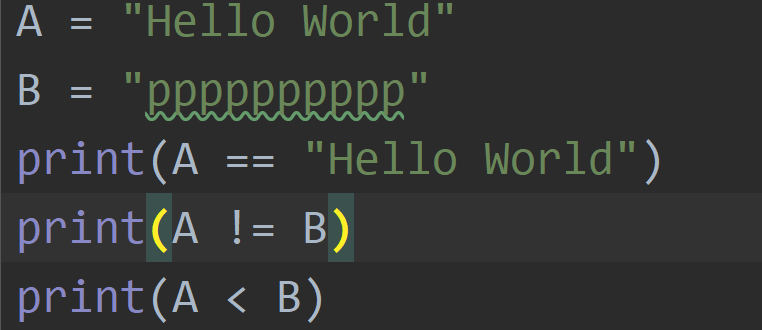 A = "Hello World"
B = "pppppppppp"
print(A == "Hello World")
print(A != B)
print(A < B)